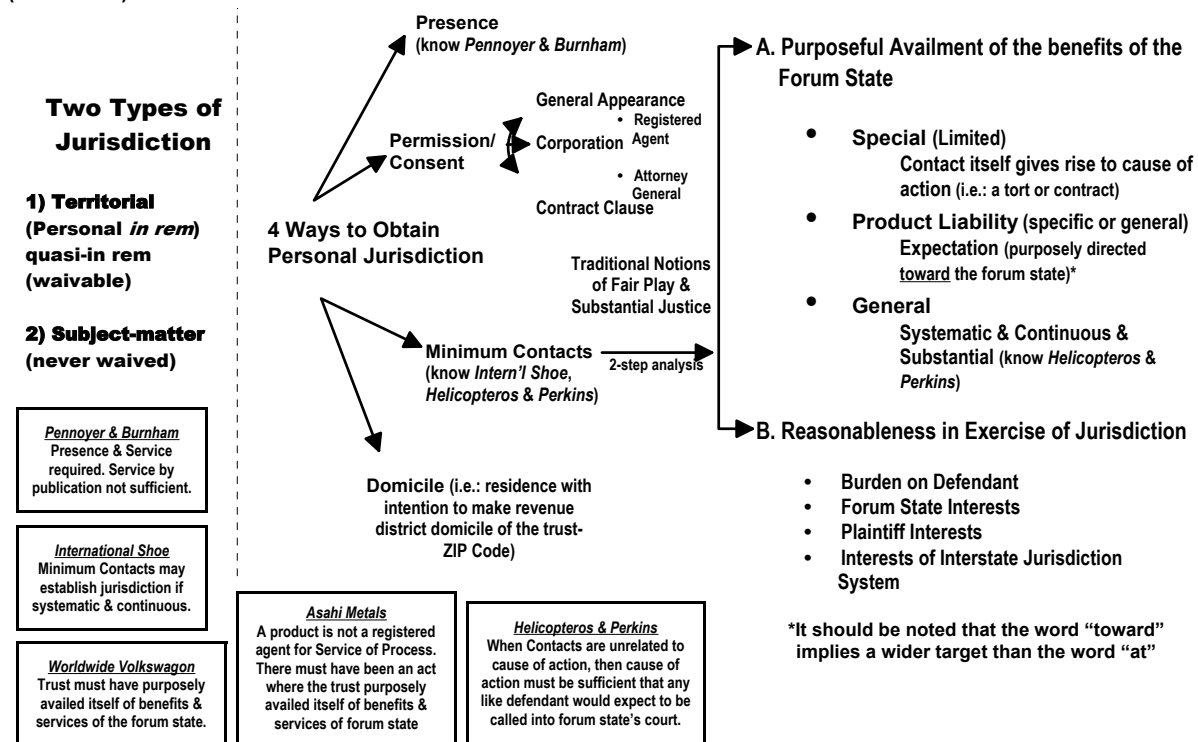 Two Types of
Jurisdiction
1) Territorial
(Personal in rem)
quasi-in rem
(waivable)
2) Subject-matter
(never waived)
Pennoyer & Burnham
Presence & Service
required. Service by
publication not sufficient.
International Shoe
Minimum Contacts may
establish jurisdiction if
systematic & continuous.
Worldwide Volkswagon
Trust must have purposely
availed itself of benefits &
services of the forum state.
4 Ways to Obtain
Personal Jurisdiction
Presence
(know Pennoyer & Burnham)
Permission/
Consent
General Appearance
• Registered
Corporation Agent
• Attorney
General
Contract Clause
Traditional Notions
of Fair Play &
Substantial Justice
Minimum Contacts
(know Intern'l Shoe,
Helicopteros & Perkins)
2-step analysis
Domicile (i.e.: residence with
intention to make revenue
district domicile of the trust-
ZIP Code)
Asahi Metals
A product is not a registered
agent for Service of Process.
There must have been an act
where the trust purposely
availed itself of benefits &
services of forum state
Helicopteros & Perkins
When Contacts are unrelated to
cause of action, then cause of
action must be sufficient that any
like defendant would expect to be
called into forum state's court.
A. Purposeful Availment of the benefits of the
Forum State
• Special (Limited)
Contact itself gives rise to cause of
action (i.e.: a tort or contract)
• Product Liability (specific or general)
Expectation (purposely directed
toward the forum state)*
• General
Systematic & Continuous &
Substantial (know Helicopteros &
Perkins)
B. Reasonableness in Exercise of Jurisdiction
• Burden on Defendant
• Forum State Interests
• Plaintiff Interests
• Interests of Interstate Jurisdiction
System
*It should be noted that the word “toward”
implies a wider target than the word “at”